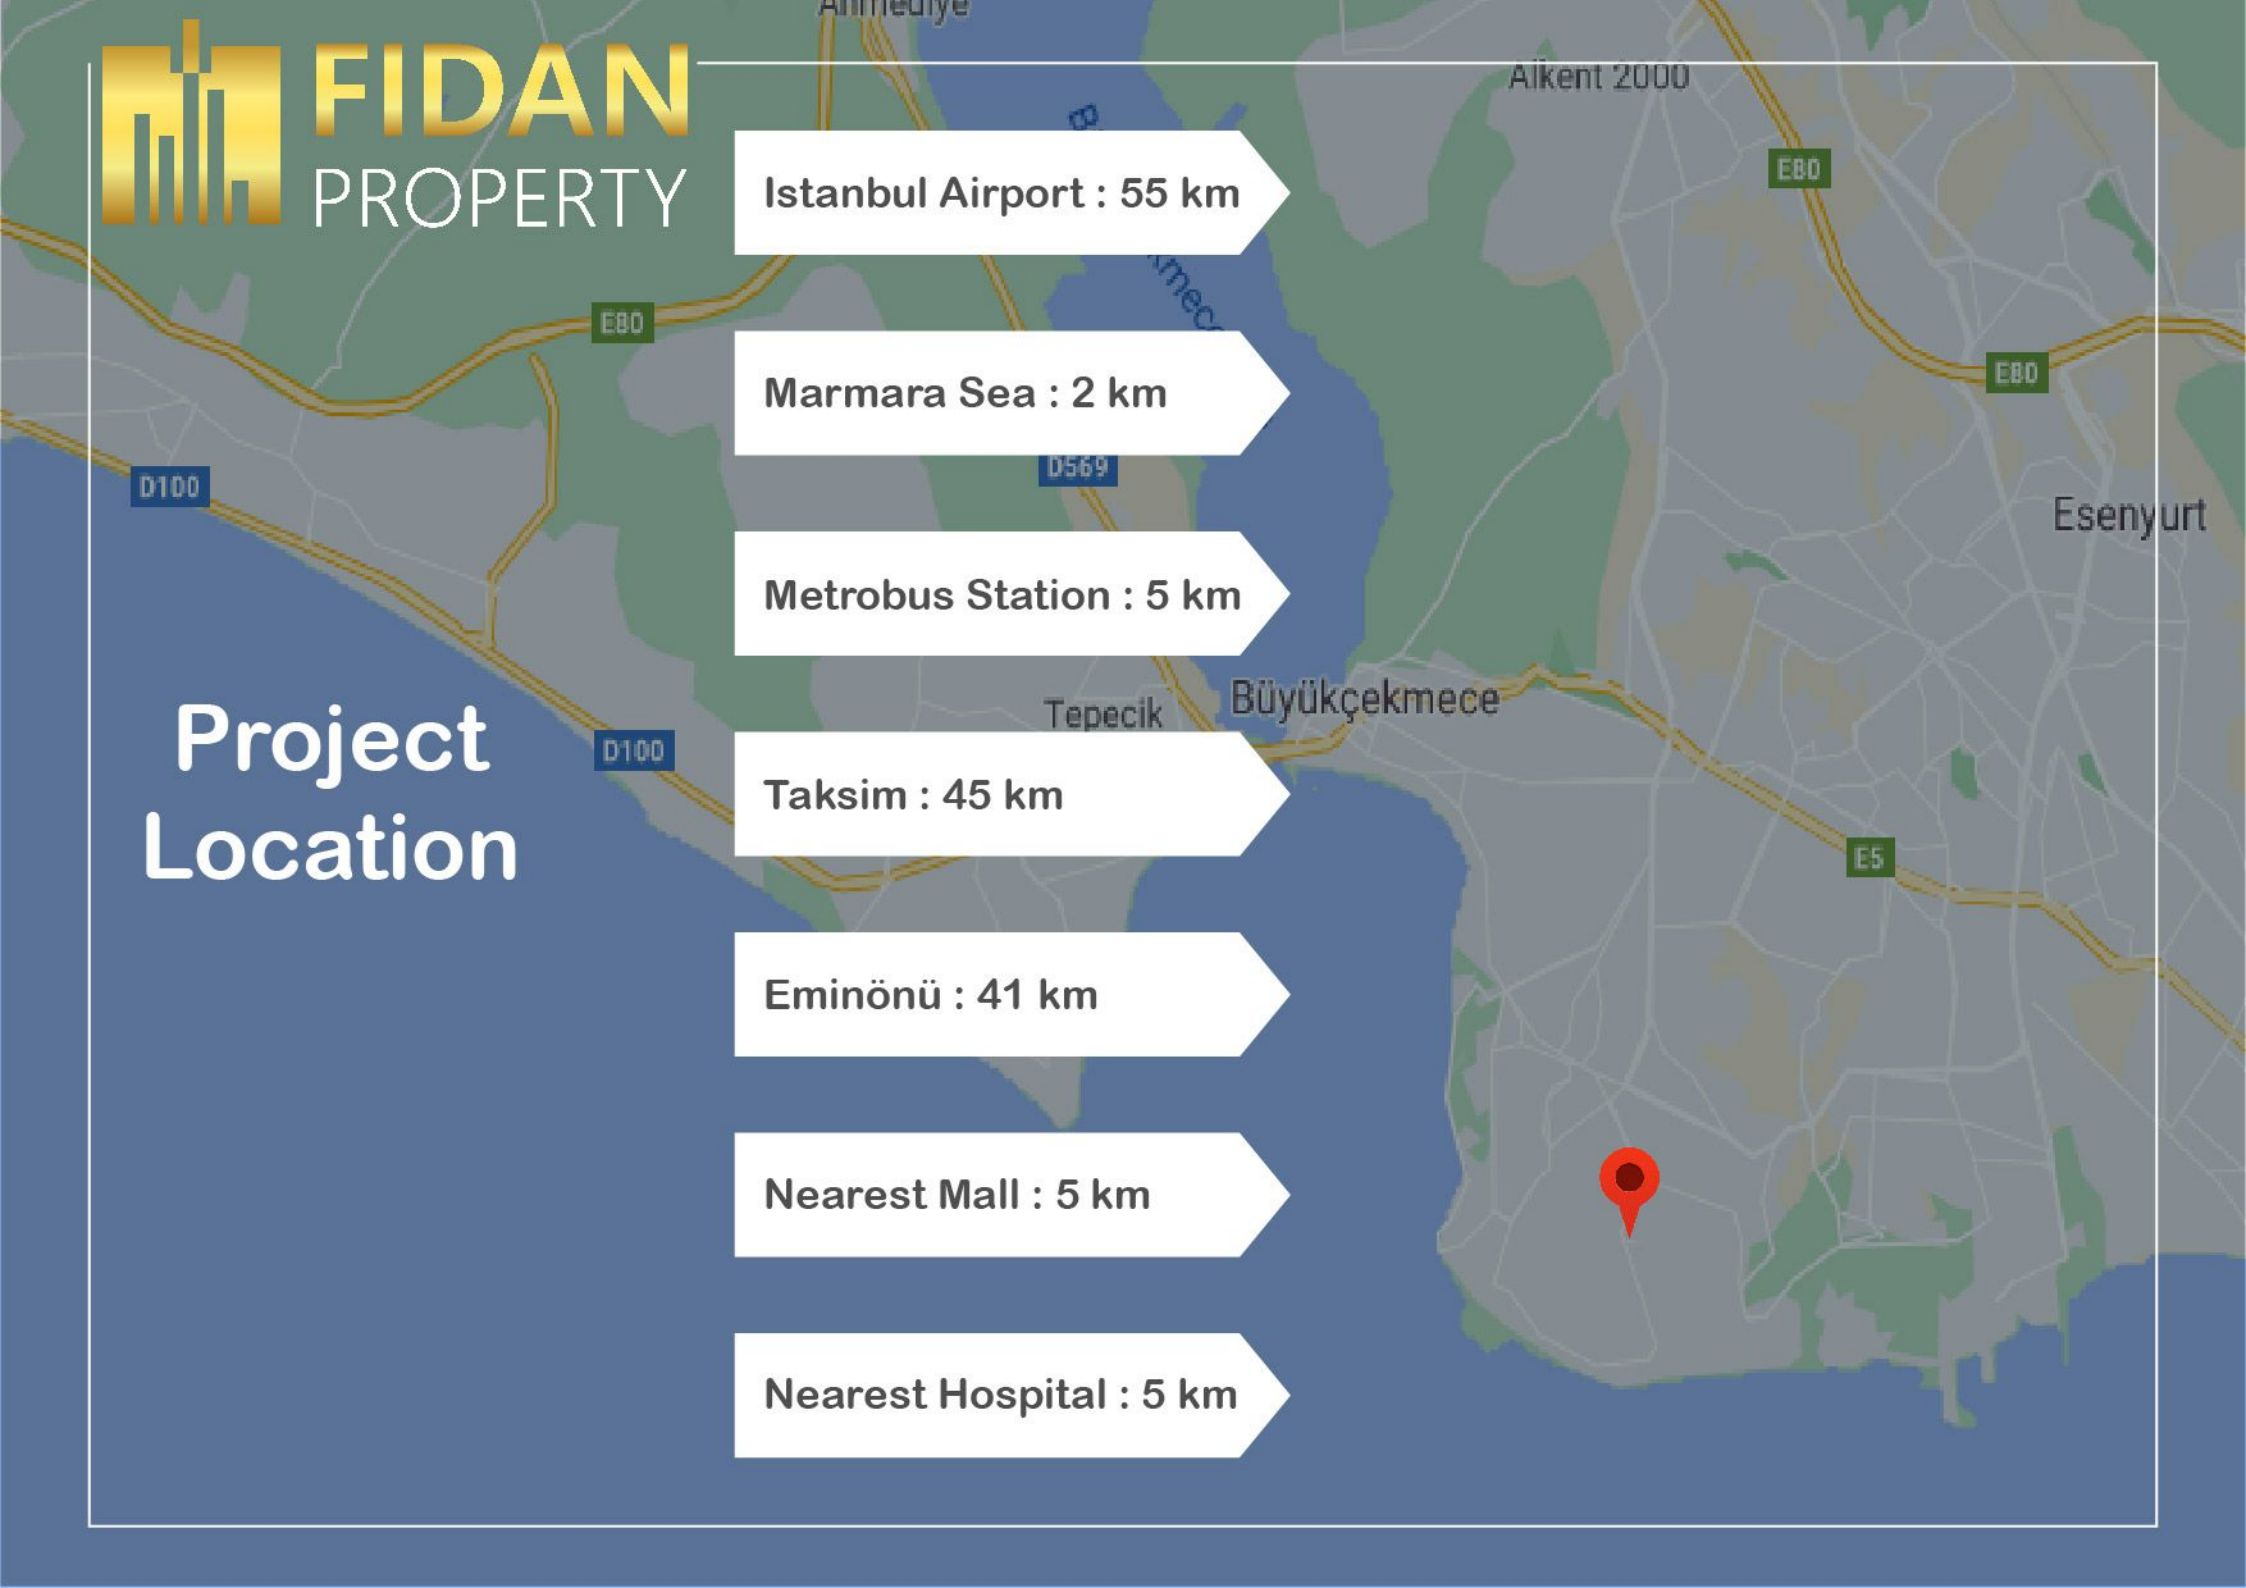 Alkent 2000
FIDAN
PROPERTY
E80
Istanbul Airport : 55 km
E80
E80
Marmara Sea : 2 km
D569
D100
Esenyurt
Metrobus Station : 5 km
Tepecik
Büyükçekmece
Project
Location
D100
Taksim : 45 km
E5
Eminönü : 41 km
Nearest Mall : 5 km
Nearest Hospital : 5 km